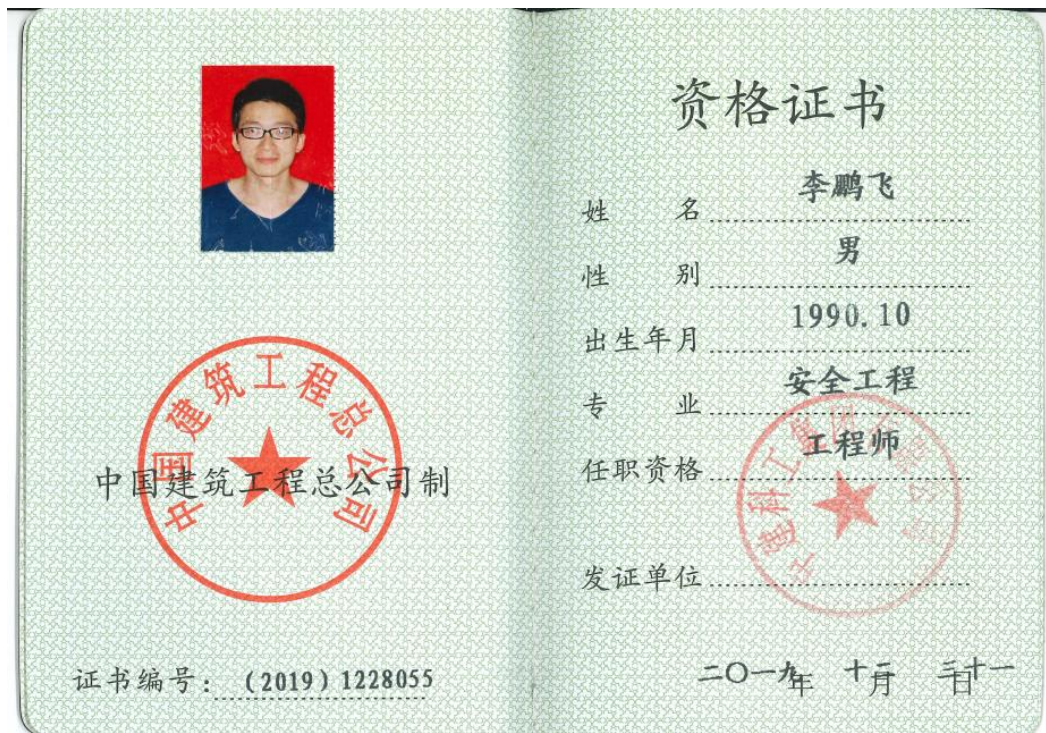 中国建筑工程总公司
中国建筑工程总公司制
证书编号：（2019）1228055
资格证书
姓名 李鹏飞
性别 男
出生年月 1990.10
专业 安全工程
任职资格 工程师
发证单位
二〇一九年 十二月 三十一日